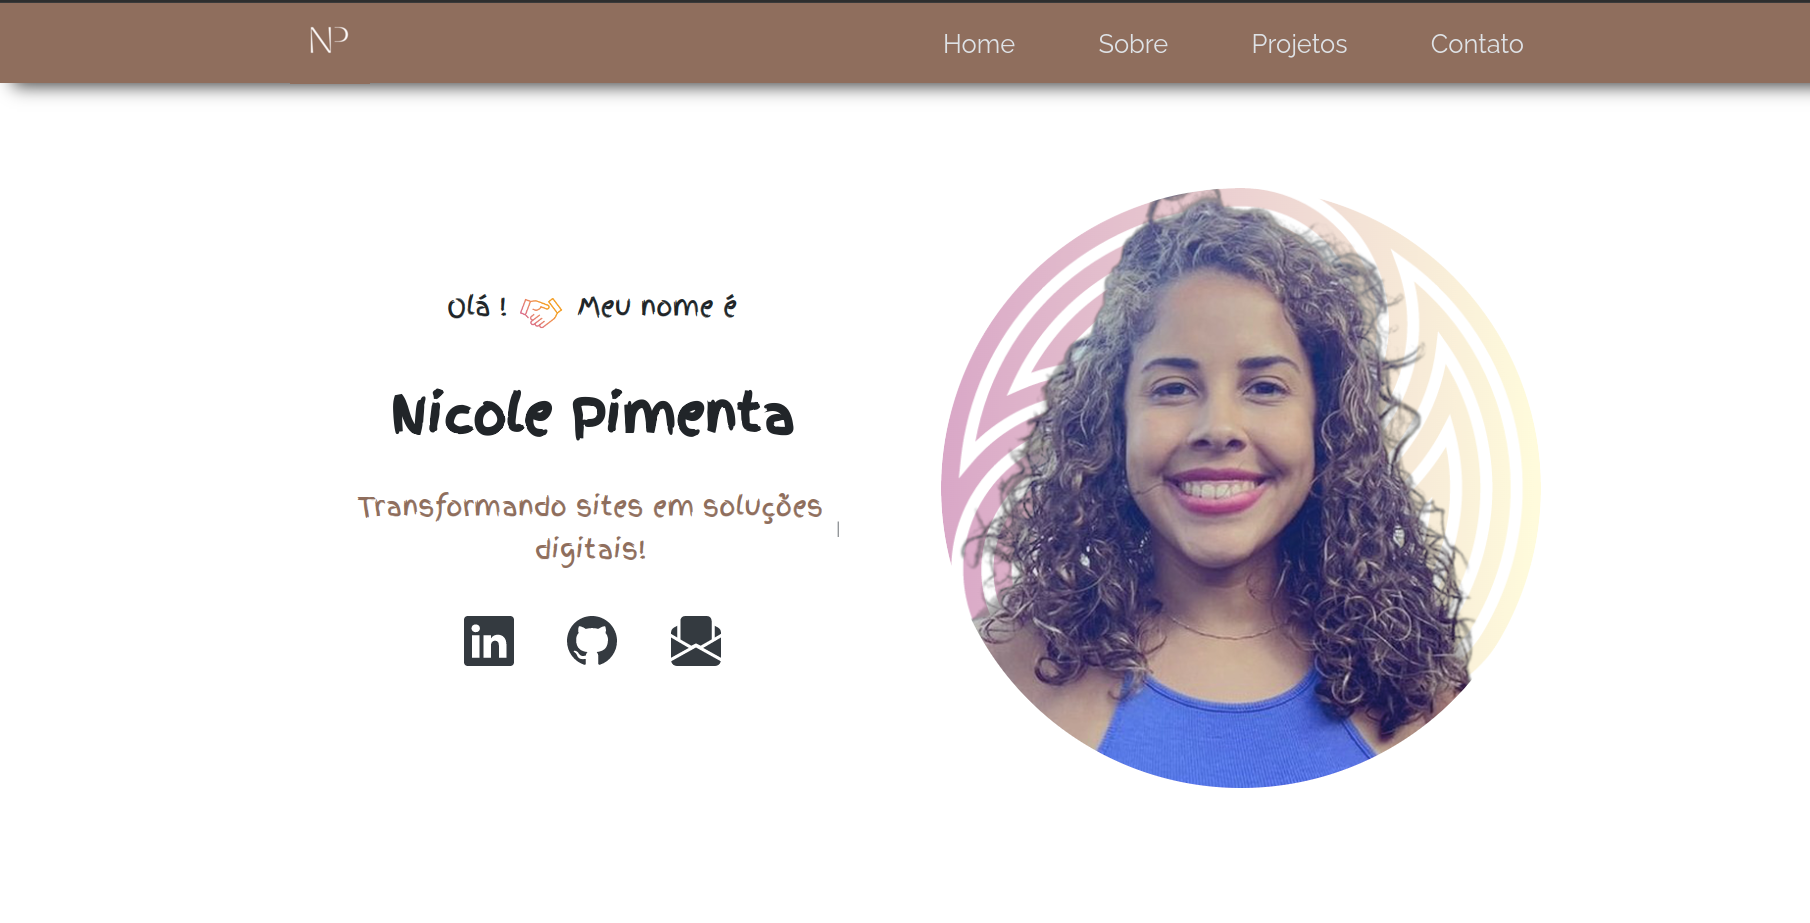 NP
Home Sobre Projetos Contato
Olá ! Meu nome é
Nicole Pimenta
Transformando sites em soluções
digitais!
in